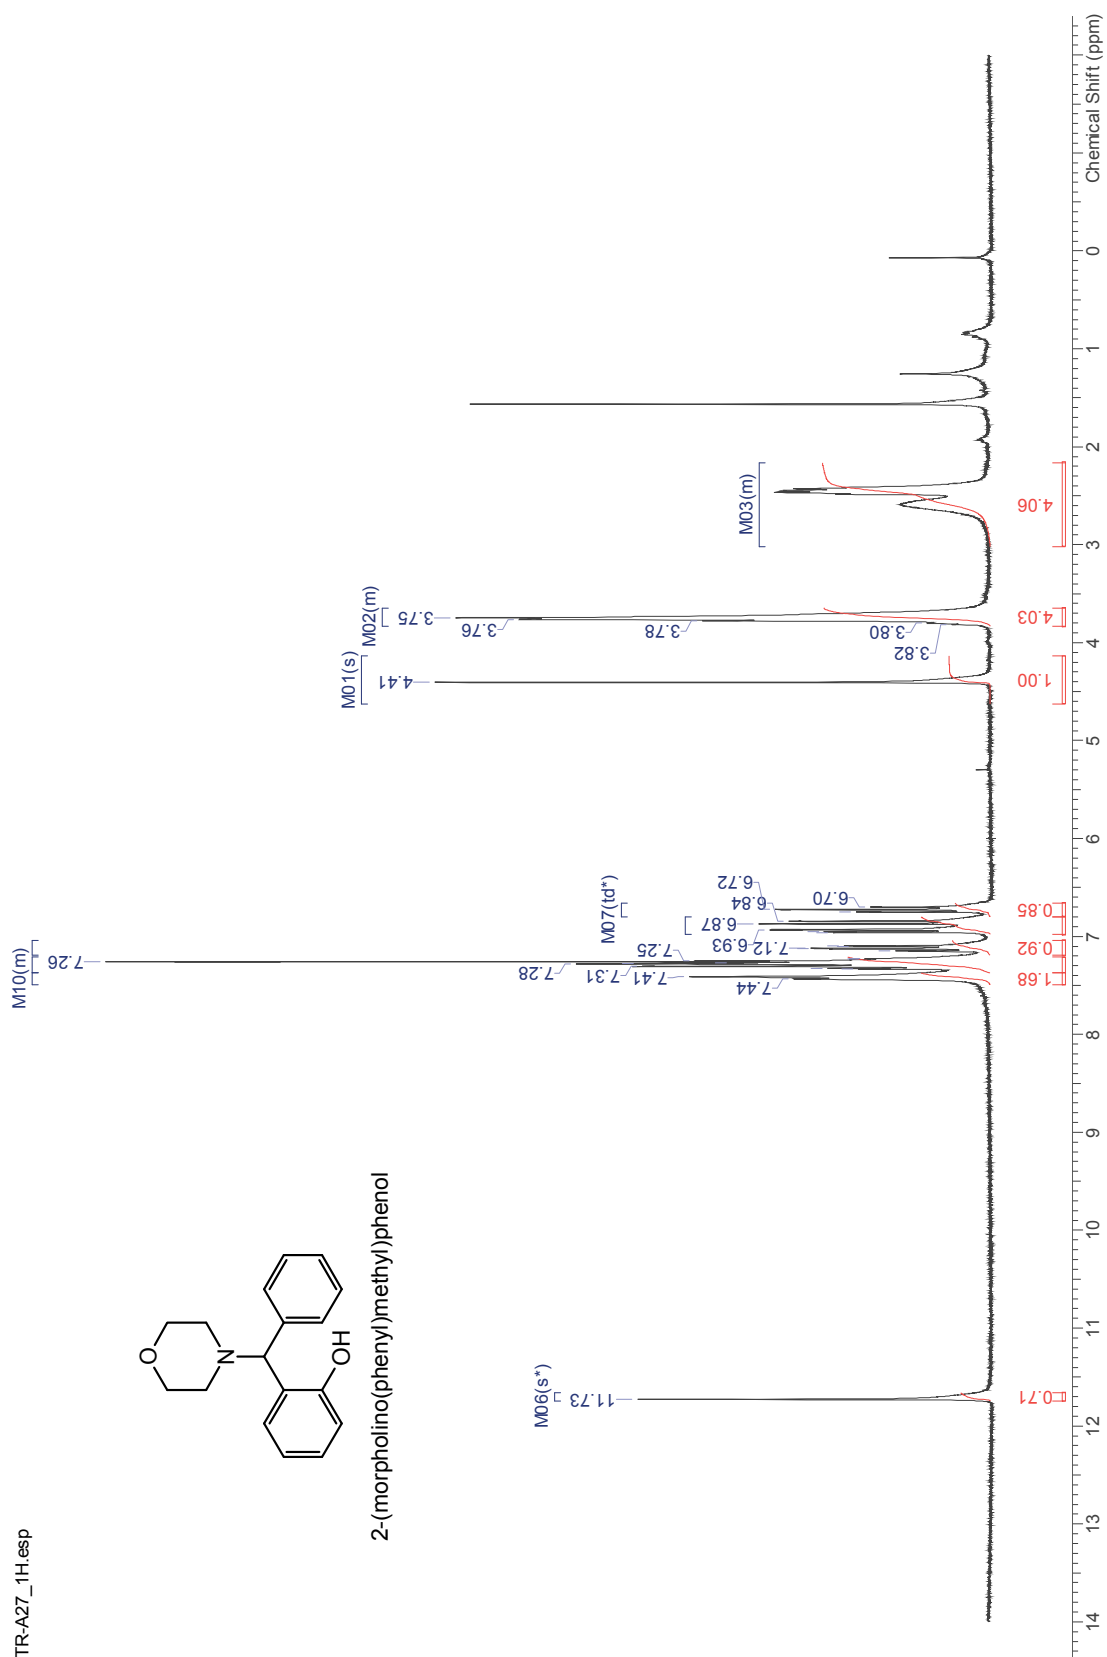 TR-A27_1H.esp
O
N
OH
2-(morpholino(phenyl)methyl)phenol
M06(s*)
11.73
M10(m)
7.26
7.28
7.31
7.41
7.44
7.25
7.12
6.93
6.87
6.84
6.72
6.70
M07(td*)
M01(s)
4.41
M02(m)
3.75
3.76
3.78
3.80
3.82
M03(m)
0.71
1.68
0.92
0.85
1.00
4.03
4.06
14 13 12 11 10 9 8 7 6 5 4 3 2 1 0
Chemical Shift (ppm)